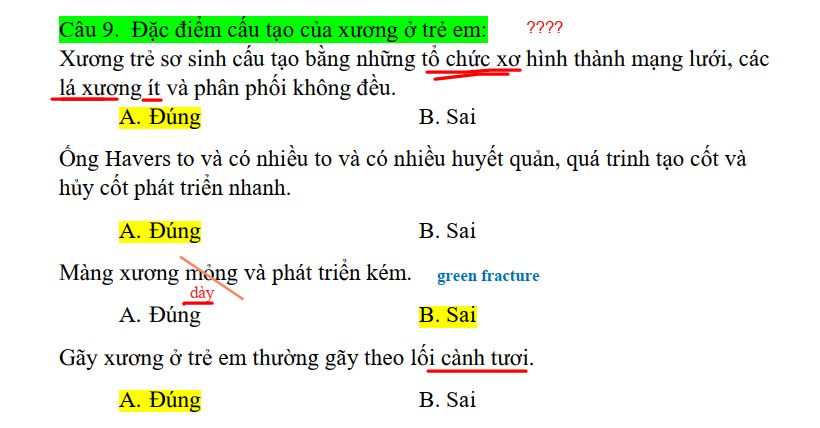 Câu 9.  Đặc điểm cấu tạo của xương ở trẻ em: ????
Xương trẻ sơ sinh cấu tạo bằng những tổ chức xơ hình thành mạng lưới, các
lá xương ít và phân phối không đều.
A. Đúng B. Sai
Ống Havers to và có nhiều to và có nhiều huyết quản, quá trinh tạo cốt và
hủy cốt phát triển nhanh.
A. Đúng B. Sai
Màng xương mỏng và phát triển kém. green fracture
dày
A. Đúng B. Sai
Gãy xương ở trẻ em thường gãy theo lối cành tươi.
A. Đúng B. Sai